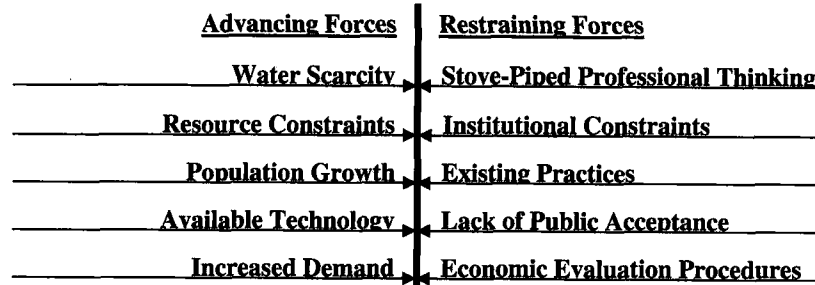 Advancing Forces Restraining Forces
Water Scarcity Stove-Piped Professional Thinking
Resource Constraints Institutional Constraints
Population Growth Existing Practices
Available Technology Lack of Public Acceptance
Increased Demand Economic Evaluation Procedures